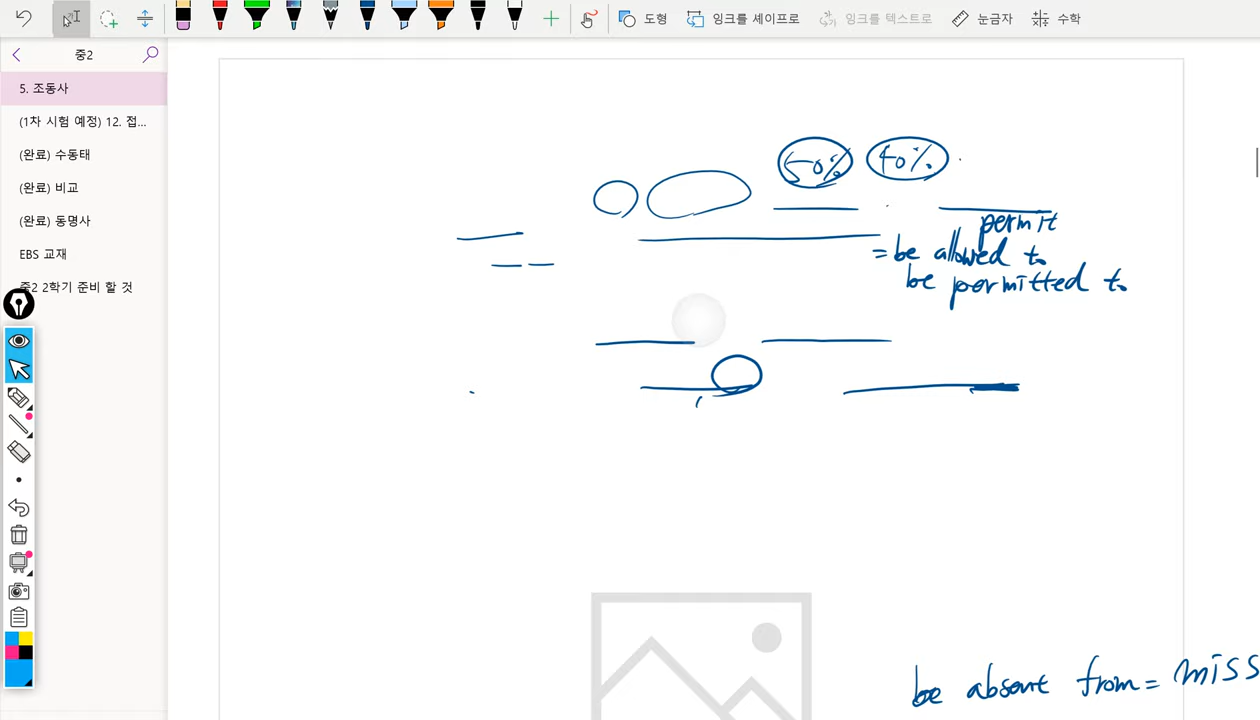 도형
잉크를 셰이프로
잉크를 텍스트로
눈금자
수학
중2
5. 조동사
(1차 시험 예정) 12. 접...
(완료) 수동태
(완료) 비교
(완료) 동명사
EBS 교재
중2 2학기 준비 할 것
50% 40%
permit
= be allowed to
be permitted to
be absent from = miss